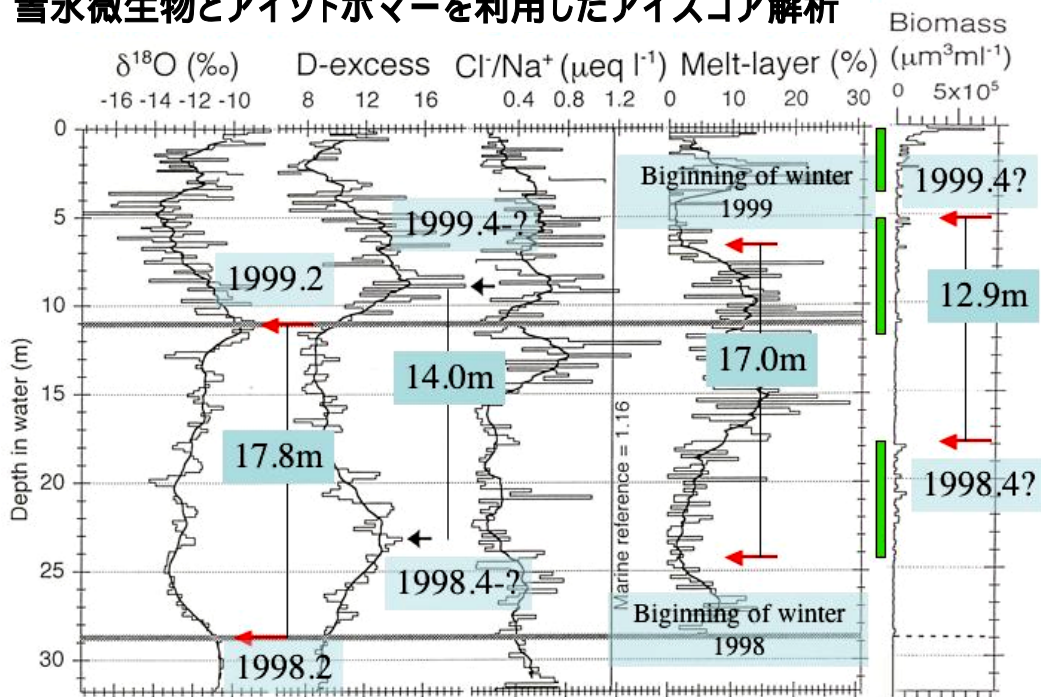 雪氷微生物とアイソトポマーを利用したアイスコア解析
δ¹⁸O (‰)
D-excess
Cl⁻/Na⁺ (μeq l⁻¹)
Melt-layer (%)
Biomass
(μm³ml⁻¹)
-16 -14 -12 -10
8 12 16
0.4 0.8 1.2
0 10 20 30
0 5x10⁵
Depth in water (m)
0
5
10
15
20
25
30
Biginning of winter
1999
1999.4?
1999.4-?
1999.2
12.9m
17.0m
14.0m
Marine reference = 1.16
17.8m
1998.4?
1998.4-?
Biginning of winter
1998
1998.2